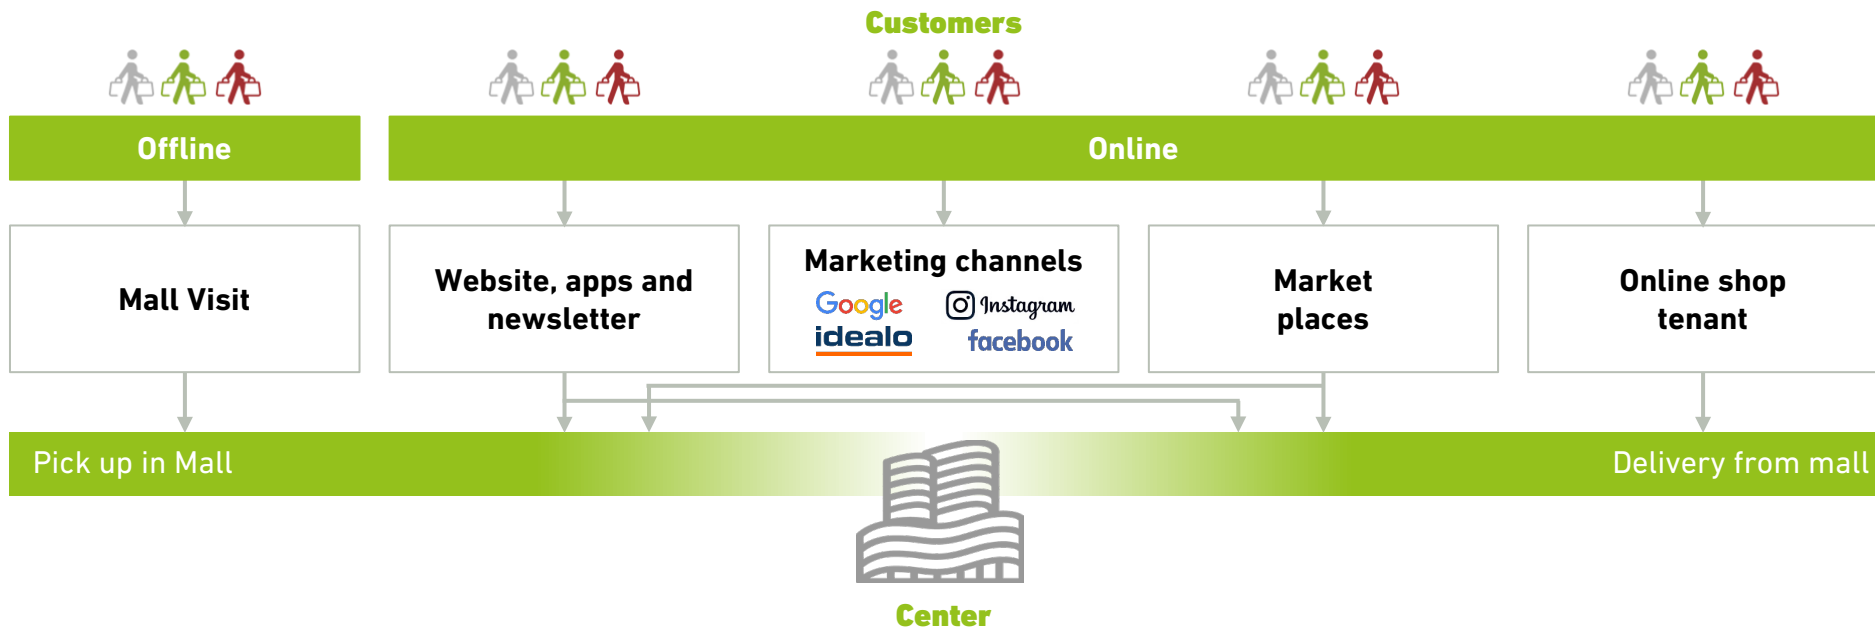 Customers
Offline
Online
Mall Visit
Website, apps and
newsletter
Marketing channels
Google
Instagram
idealo
facebook
Market
places
Online shop
tenant
Pick up in Mall
Delivery from mall
Center